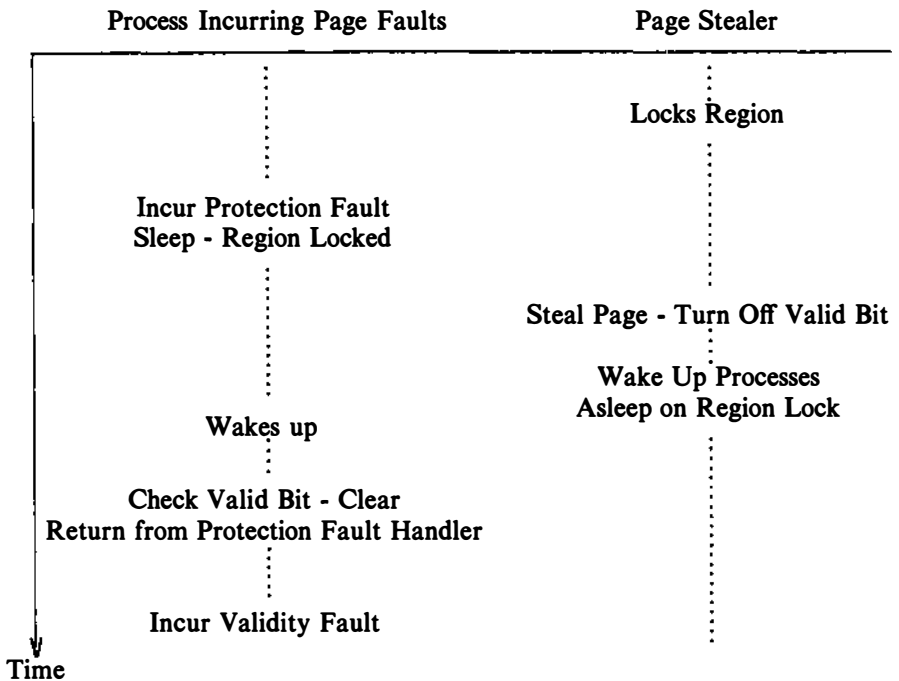 Process Incurring Page Faults
Page Stealer
Locks Region
Incur Protection Fault
Sleep - Region Locked
Steal Page - Turn Off Valid Bit
Wake Up Processes
Asleep on Region Lock
Wakes up
Check Valid Bit - Clear
Return from Protection Fault Handler
Incur Validity Fault
Time